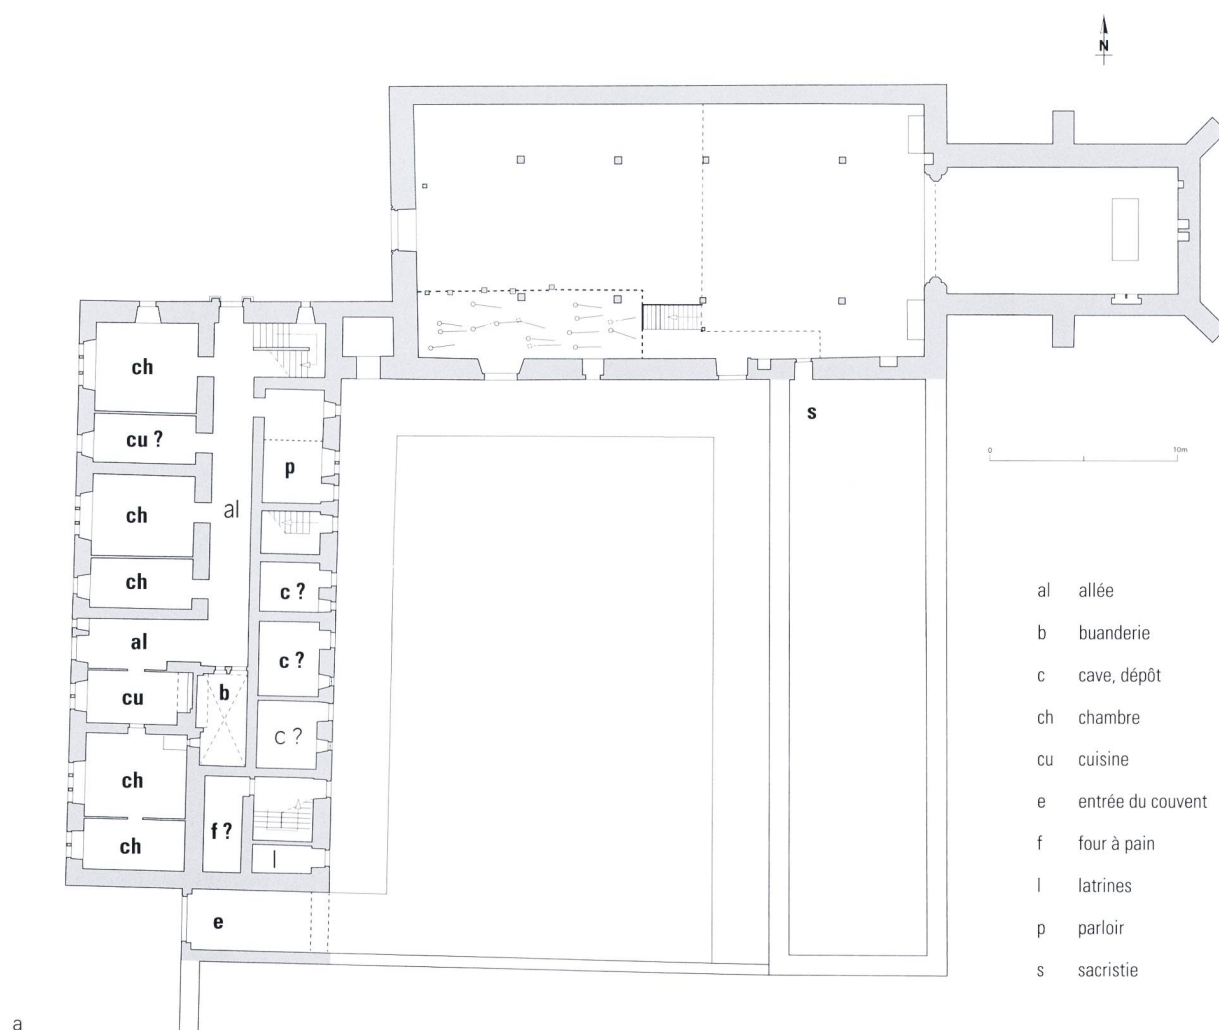 N
ch
cu ?
s
0 10m
p
ch
al
ch
c ?
al
c ?
cu
b
c ?
ch
f ?
ch
l
e
al allée
b buanderie
c cave, dépôt
ch chambre
cu cuisine
e entrée du couvent
f four à pain
l latrines
p parloir
s sacristie
a